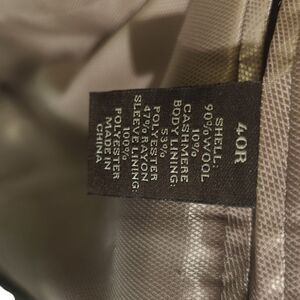 40R
SHELL:
90% WOOL
10%
CASHMERE
BODY LINING:
53%
POLYESTER
47% RAYON
SLEEVE LINING:
100%
POLYESTER
MADE IN
CHINA